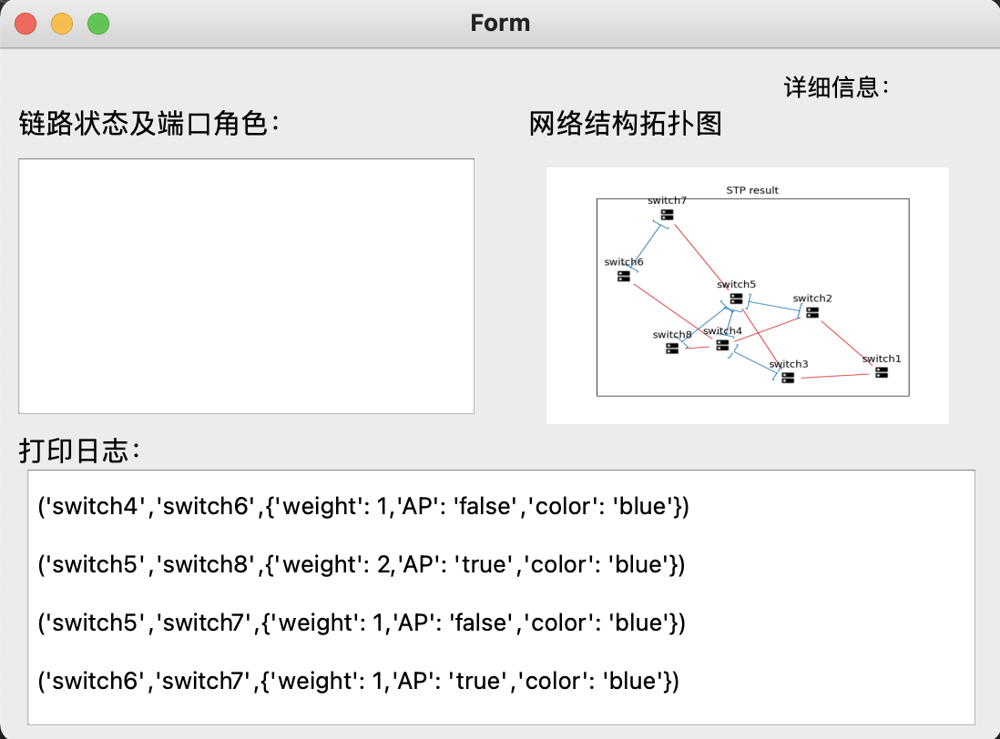 Form
详细信息：
链路状态及端口角色：
网络结构拓扑图
STP result
switch7
switch6
switch5
switch2
switch8
switch4
switch3
switch1
打印日志：
('switch4','switch6',{'weight': 1,'AP': 'false','color': 'blue'})
('switch5','switch8',{'weight': 2,'AP': 'true','color': 'blue'})
('switch5','switch7',{'weight': 1,'AP': 'false','color': 'blue'})
('switch6','switch7',{'weight': 1,'AP': 'true','color': 'blue'})